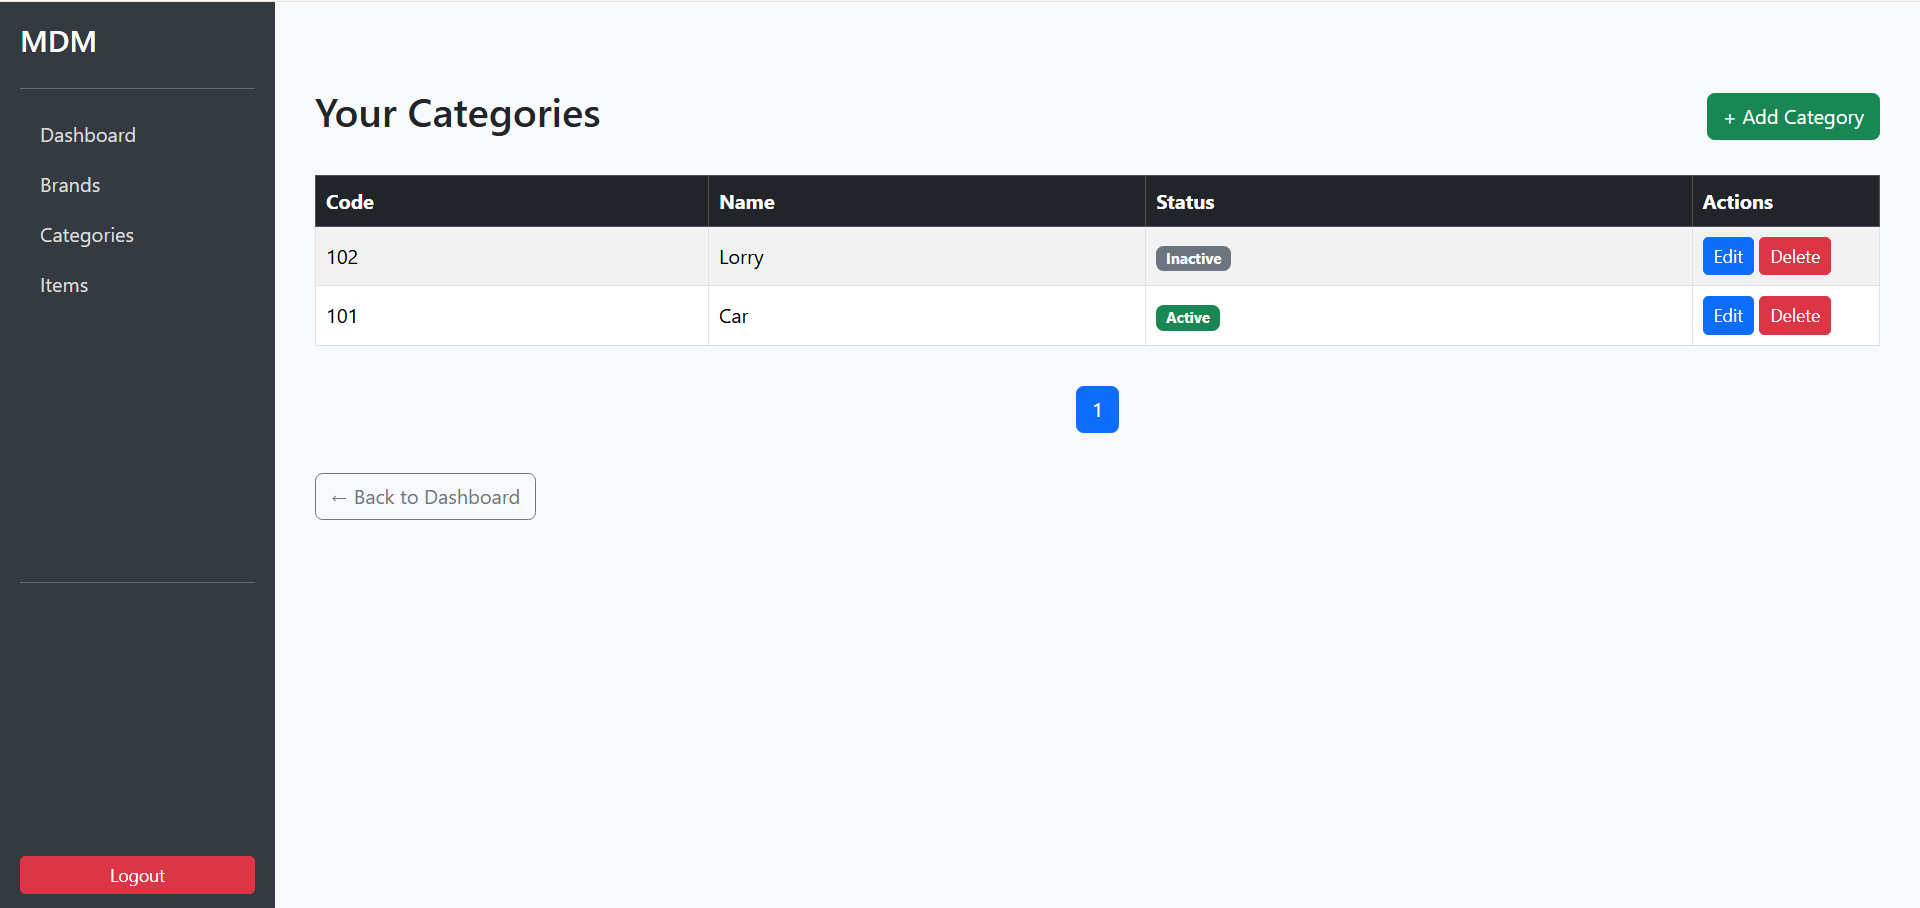 MDM
Dashboard
Brands
Categories
Items
Logout
Your Categories
+ Add Category
Code Name Status Actions
102 Lorry Inactive Edit Delete
101 Car Active Edit Delete
1
← Back to Dashboard